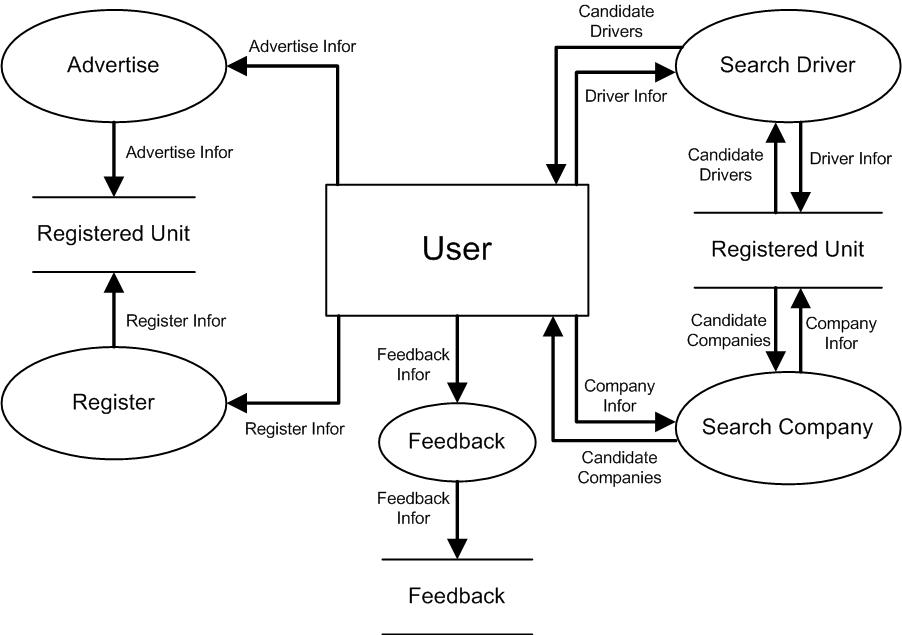 Candidate
Drivers
Advertise Infor
Advertise
Search Driver
Driver Infor
Advertise Infor
Candidate
Drivers
Driver Infor
Registered Unit
User
Registered Unit
Register Infor
Candidate
Companies
Company
Infor
Feedback
Infor
Company
Infor
Register
Register Infor
Feedback
Search Company
Candidate
Companies
Feedback
Infor
Feedback